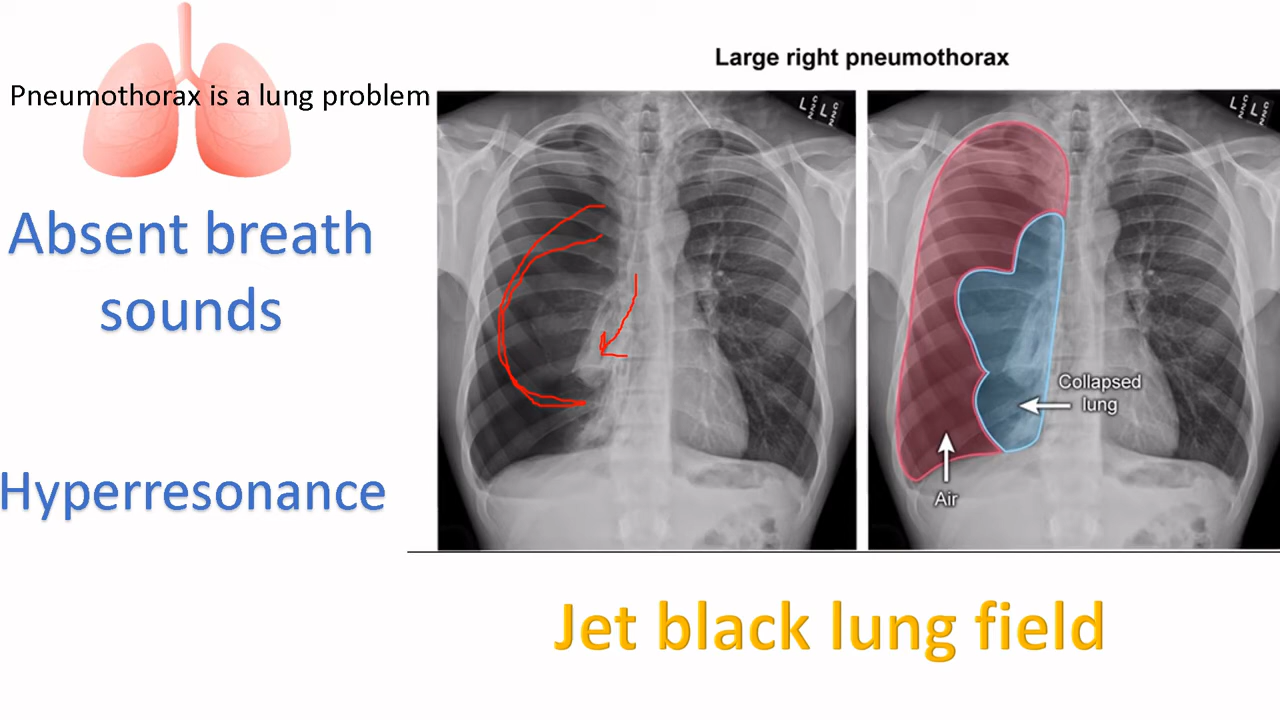 Pneumothorax is a lung problem
Absent breath
sounds
Hyperresonance
Large right pneumothorax
L
L
Collapsed
lung
Air
Jet black lung field